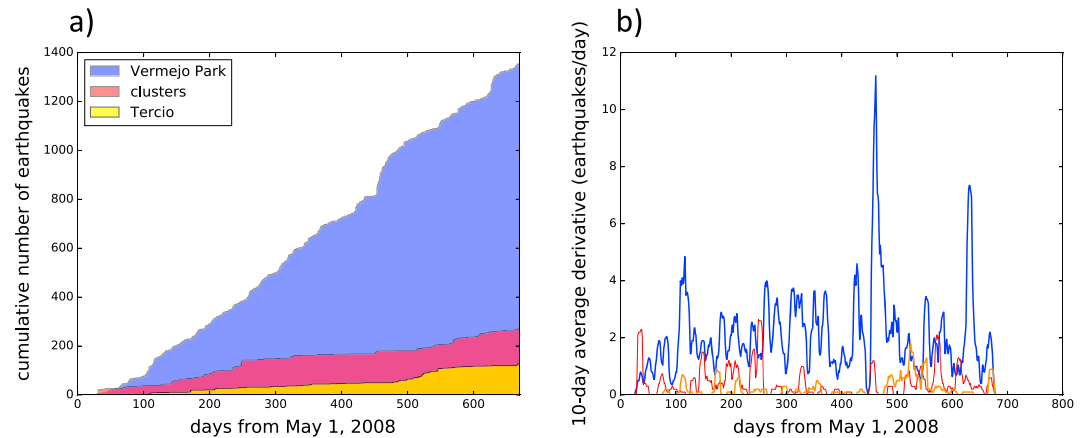 a)
cumulative number of earthquakes
1400
1200
1000
800
600
400
200
0
Vermejo Park
clusters
Tercio
0 100 200 300 400 500 600
days from May 1, 2008
b)
10-day average derivative (earthquakes/day)
12
10
8
6
4
2
0
0 100 200 300 400 500 600 700 800
days from May 1, 2008